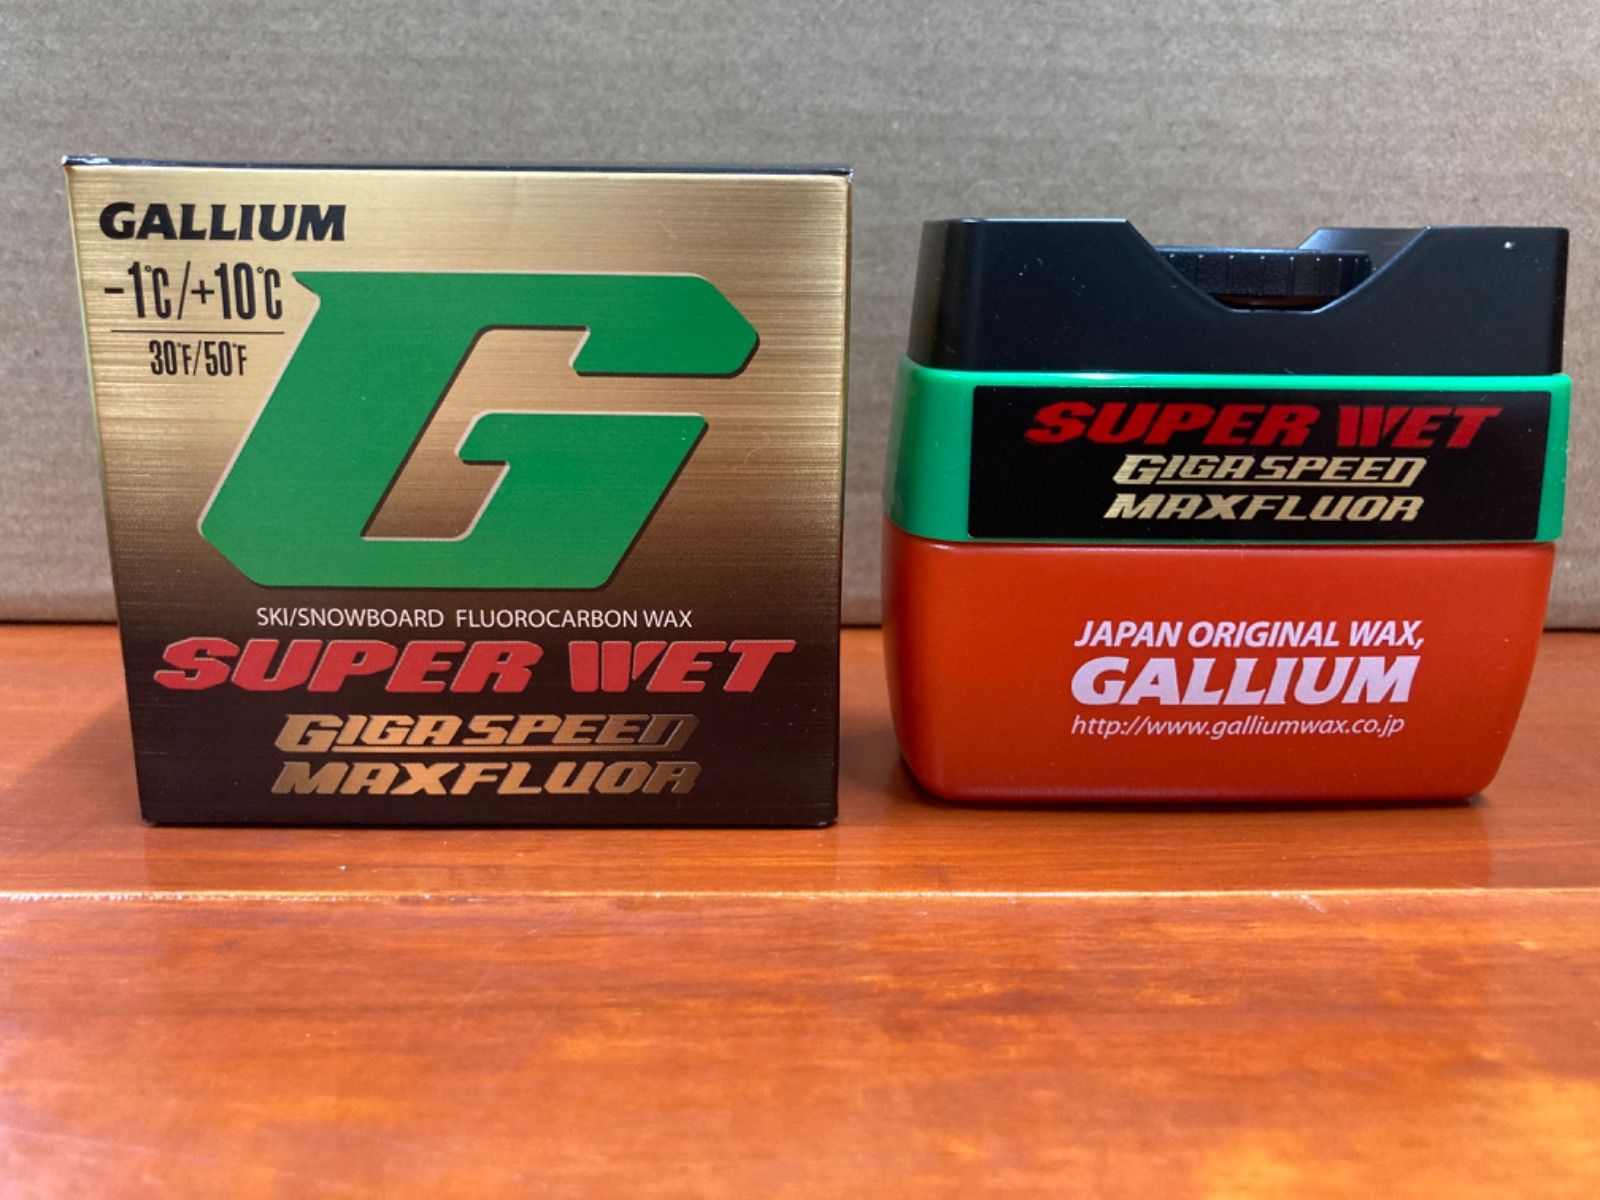 GALLIUM
-1°C/+10°C
30°F/50°F
G
SKI/SNOWBOARD FLUOROCARBON WAX
SUPER WET
GIGA SPEED
MAXFLUOR
SUPER WET
GIGA SPEED
MAXFLUOR
JAPAN ORIGINAL WAX,
GALLIUM
http://www.galliumwax.co.jp